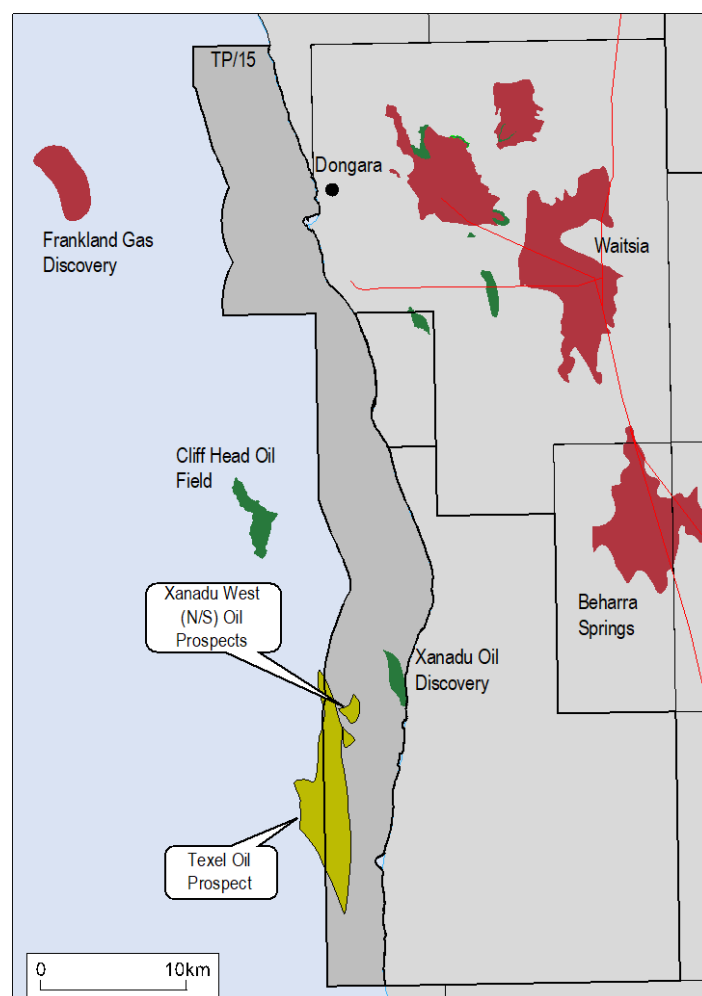 TP/15
Dongara
Frankland Gas
Discovery
Waitsia
Cliff Head Oil
Field
Xanadu West
(N/S) Oil
Prospects
Beharra
Springs
Xanadu Oil
Discovery
Texel Oil
Prospect
0 10km